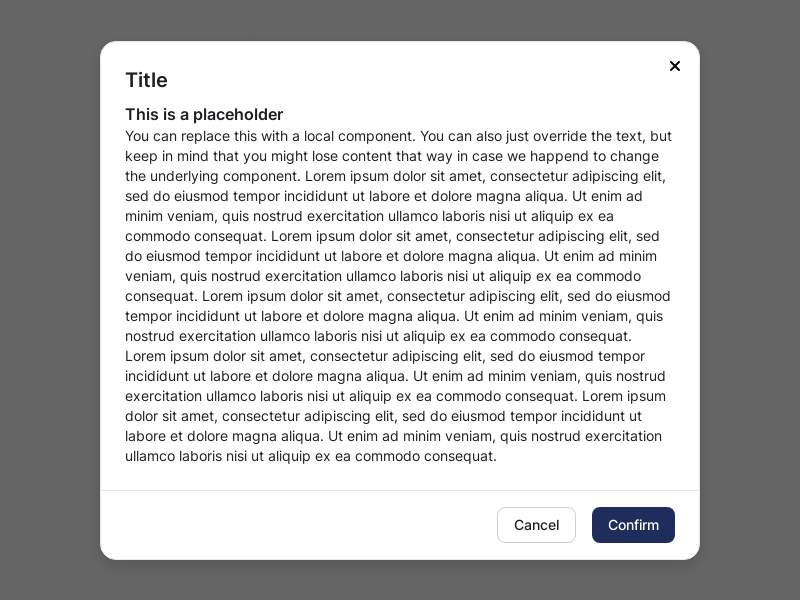 Title
This is a placeholder
You can replace this with a local component. You can also just override the text, but
keep in mind that you might lose content that way in case we happend to change
the underlying component. Lorem ipsum dolor sit amet, consectetur adipiscing elit,
sed do eiusmod tempor incididunt ut labore et dolore magna aliqua. Ut enim ad
minim veniam, quis nostrud exercitation ullamco laboris nisi ut aliquip ex ea
commodo consequat. Lorem ipsum dolor sit amet, consectetur adipiscing elit, sed
do eiusmod tempor incididunt ut labore et dolore magna aliqua. Ut enim ad minim
veniam, quis nostrud exercitation ullamco laboris nisi ut aliquip ex ea commodo
consequat. Lorem ipsum dolor sit amet, consectetur adipiscing elit, sed do eiusmod
tempor incididunt ut labore et dolore magna aliqua. Ut enim ad minim veniam, quis
nostrud exercitation ullamco laboris nisi ut aliquip ex ea commodo consequat.
Lorem ipsum dolor sit amet, consectetur adipiscing elit, sed do eiusmod tempor
incididunt ut labore et dolore magna aliqua. Ut enim ad minim veniam, quis nostrud
exercitation ullamco laboris nisi ut aliquip ex ea commodo consequat. Lorem ipsum
dolor sit amet, consectetur adipiscing elit, sed do eiusmod tempor incididunt ut
labore et dolore magna aliqua. Ut enim ad minim veniam, quis nostrud exercitation
ullamco laboris nisi ut aliquip ex ea commodo consequat.
Cancel
Confirm